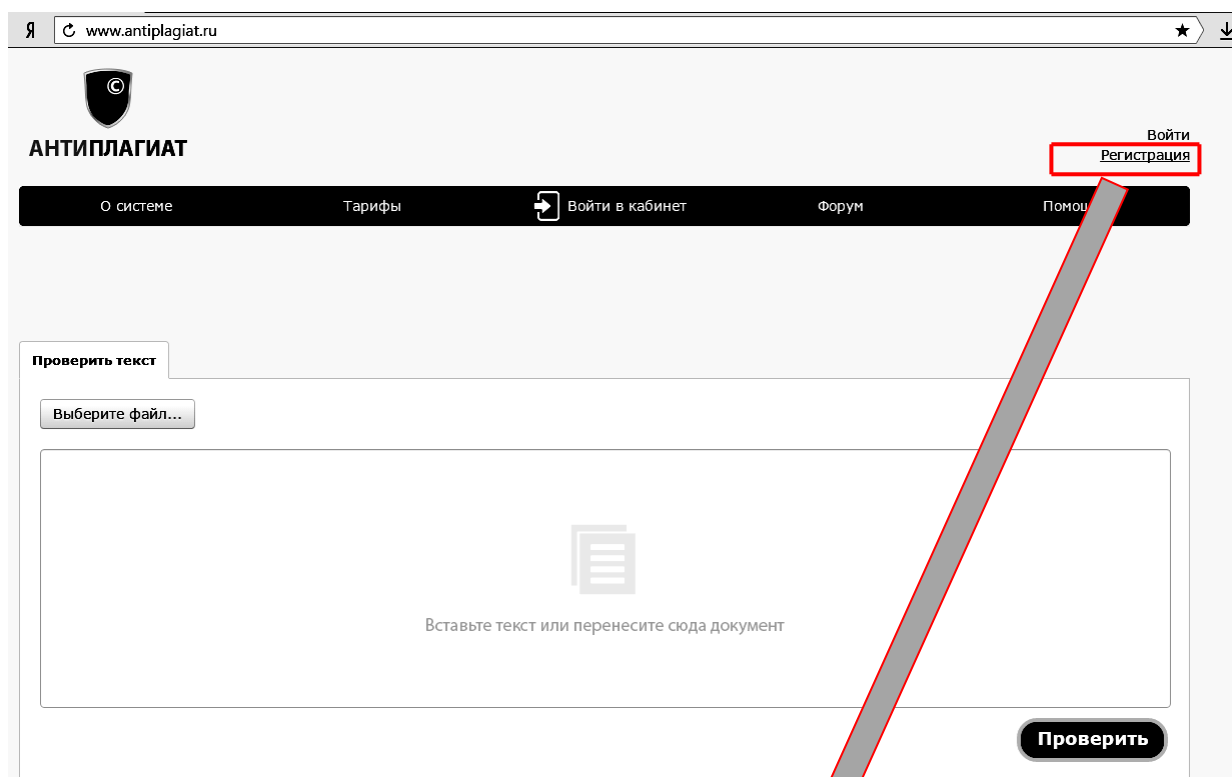 Я www.antiplagiat.ru
©
АНТИПЛАГИАТ
Войти
Регистрация
О системе Тарифы Войти в кабинет Форум
Проверить текст
Выберите файл...
Вставьте текст или перенесите сюда документ
Проверить